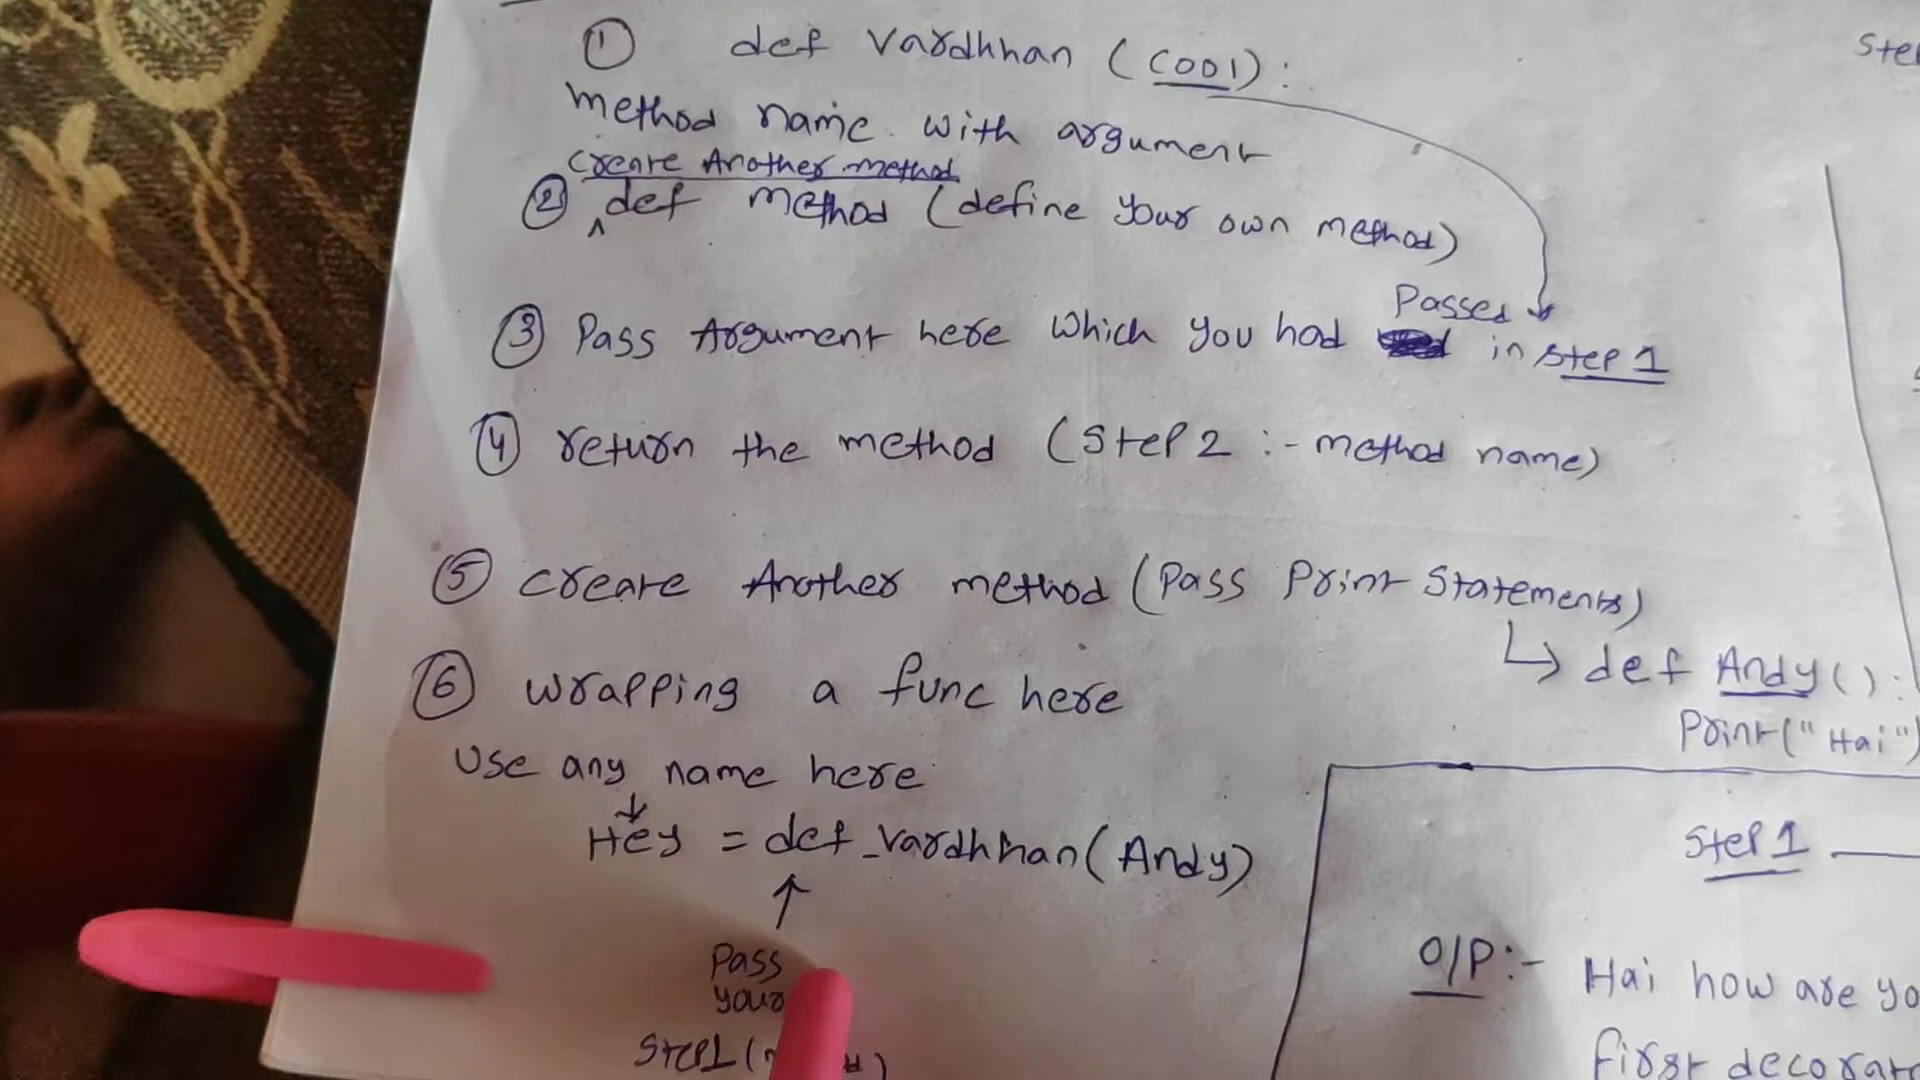 ① def Vardhhan (COOl):
Method name with argument
Create Another method
② def method (define your own method)
Passed
③ Pass Argument here which you had in step 1
④ return the method (Step 2 :- method name)
⑤ create Another method (Pass Print Statements)
↳ def Andy():
Print("Hai")
⑥ wrapping a func here
Use any name here
Hey = def_Vardhhan(Andy)
Pass
your
Step1 (
Step 1
O/P:- Hai how are yo
first decorat
Ste